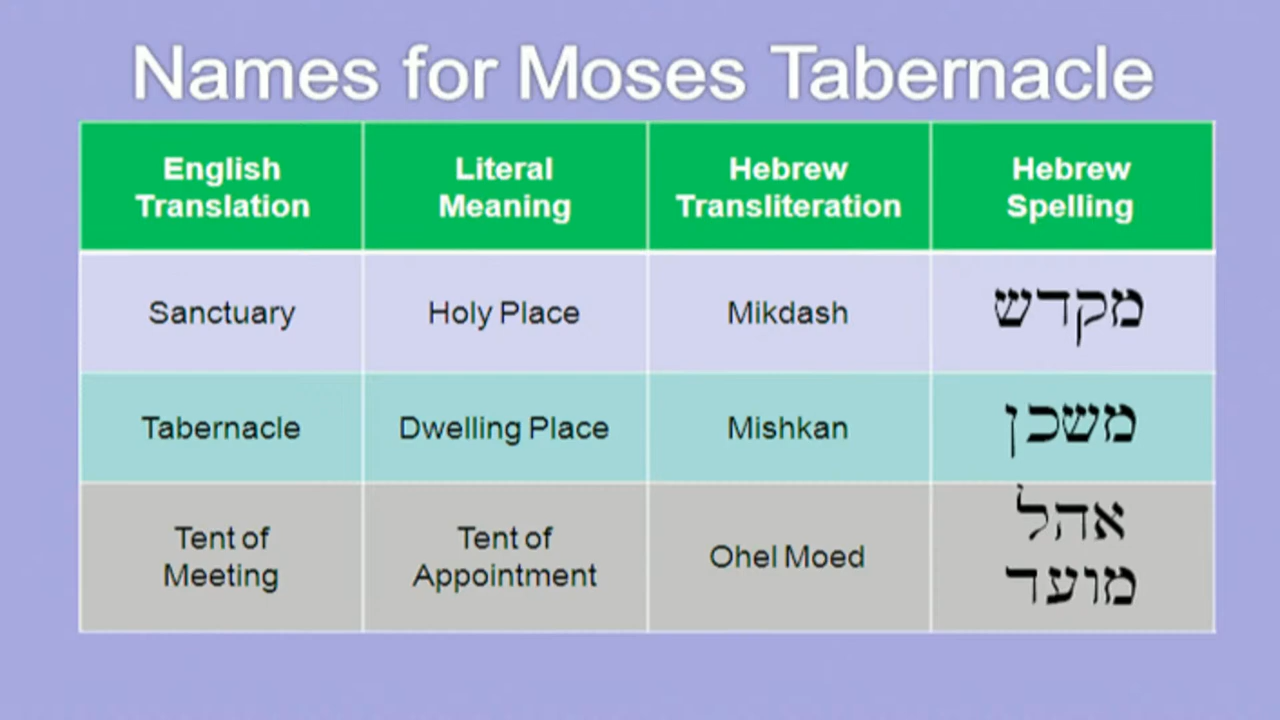 Names for Moses Tabernacle
English
Translation
Literal
Meaning
Hebrew
Transliteration
Hebrew
Spelling
Sanctuary
Holy Place
Mikdash
מקדש
Tabernacle
Dwelling Place
Mishkan
משכן
Tent of
Meeting
Tent of
Appointment
Ohel Moed
אהל
מועד